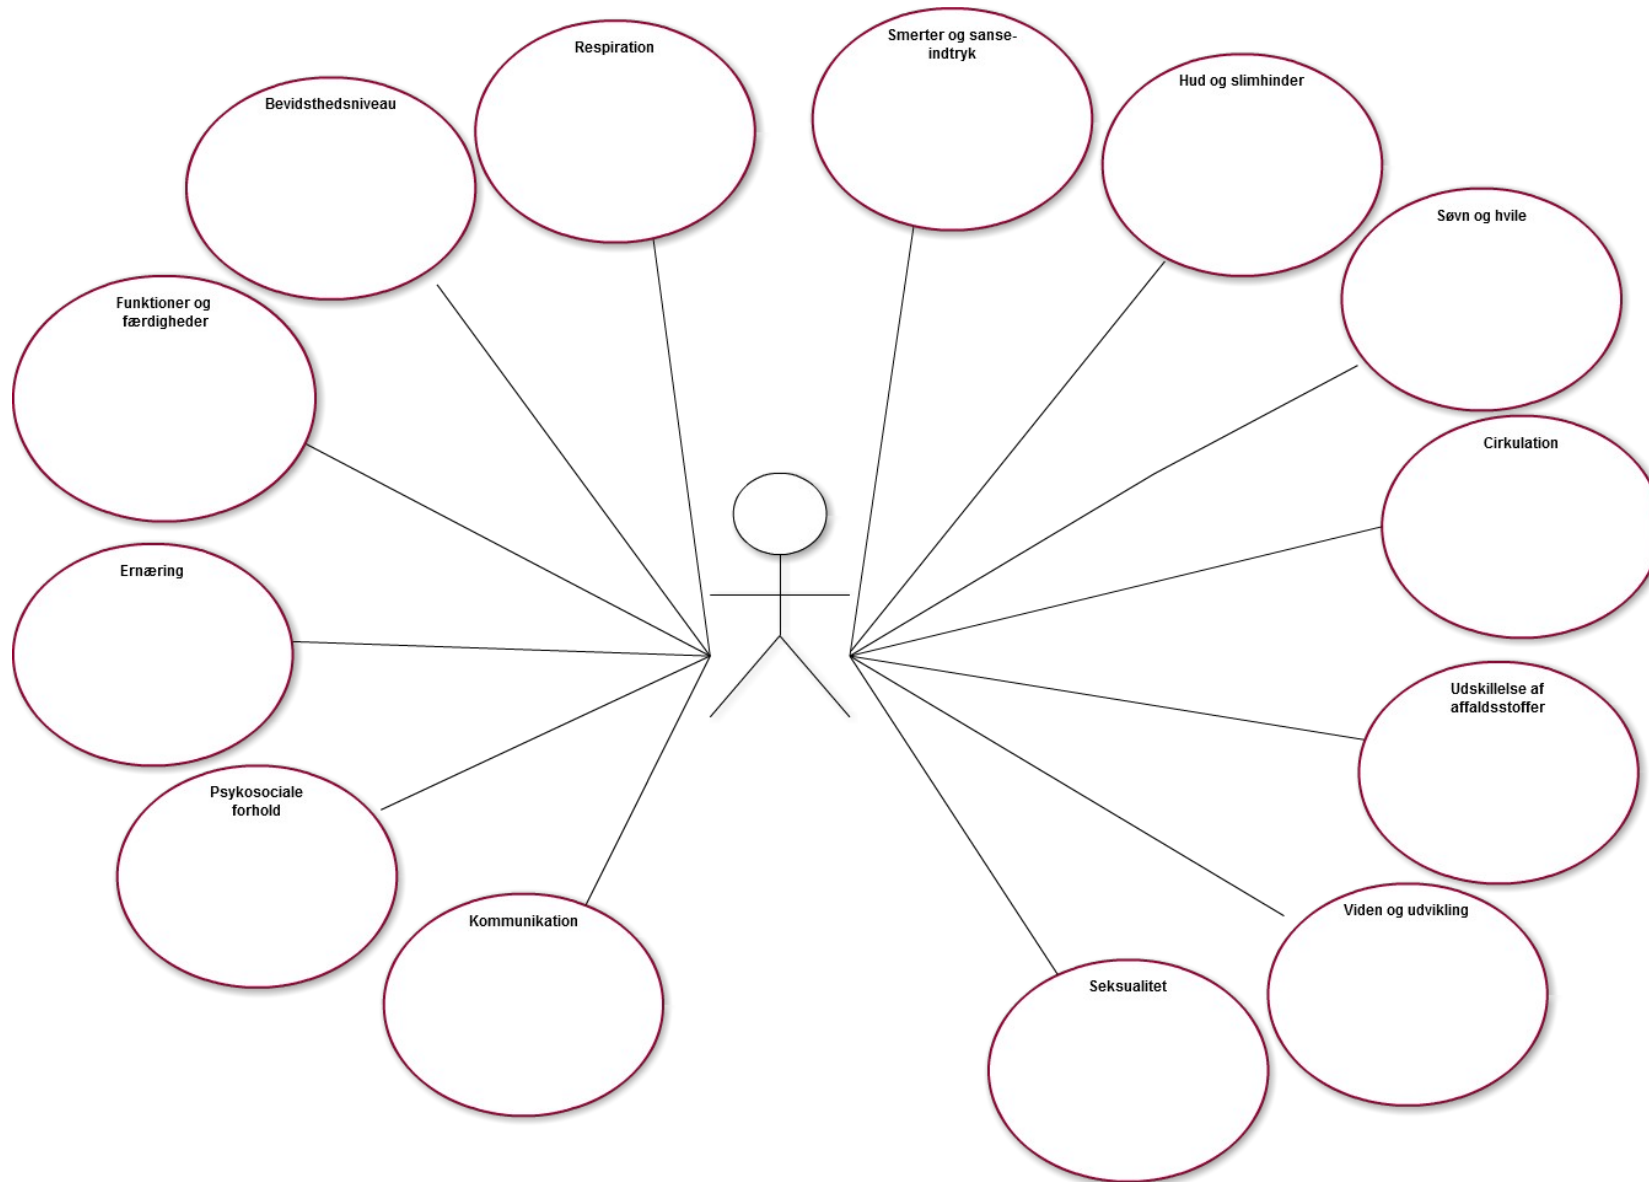 Respiration
Smerter og sanse-
indtryk
Hud og slimhinder
Bevidsthedsniveau
Søvn og hvile
Funktioner og
færdigheder
Cirkulation
Ernæring
Udskillelse af
affaldsstoffer
Psykosociale
forhold
Viden og udvikling
Kommunikation
Seksualitet